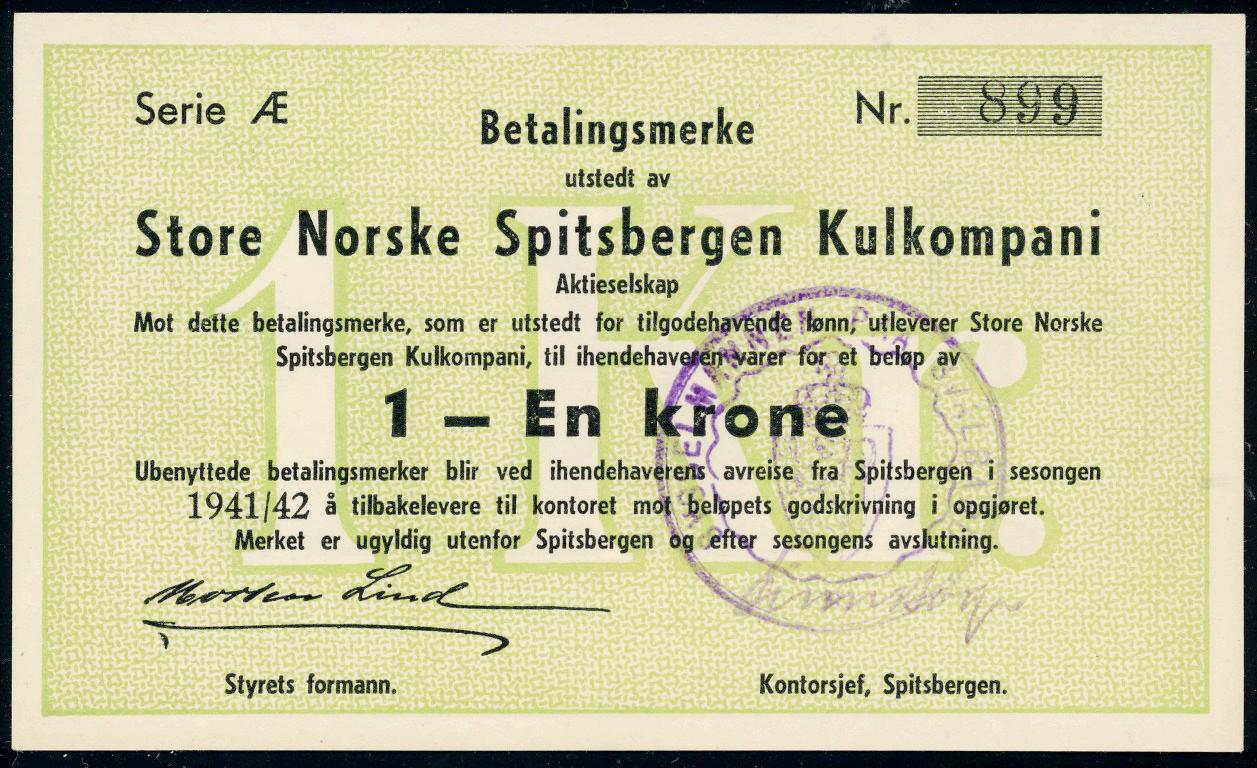 Serie Æ
Nr. 899
Betalingsmerke
utstedt av
Store Norske Spitsbergen Kulkompani
Aktieselskap
Mot dette betalingsmerke, som er utstedt for tilgodehavende lønn, utleverer Store Norske
Spitsbergen Kulkompani, til ihendehaveren varer for et beløp av
1 — En krone
Ubenyttede betalingsmerker blir ved ihendehaverens avreise fra Spitsbergen i sesongen
1941/42 å tilbakelevere til kontoret mot beløpets godskrivning i opgjøret.
Merket er ugyldig utenfor Spitsbergen og efter sesongens avslutning.
Morten Lind
Styrets formann.
Kontorsjef, Spitsbergen.
1 Kr.